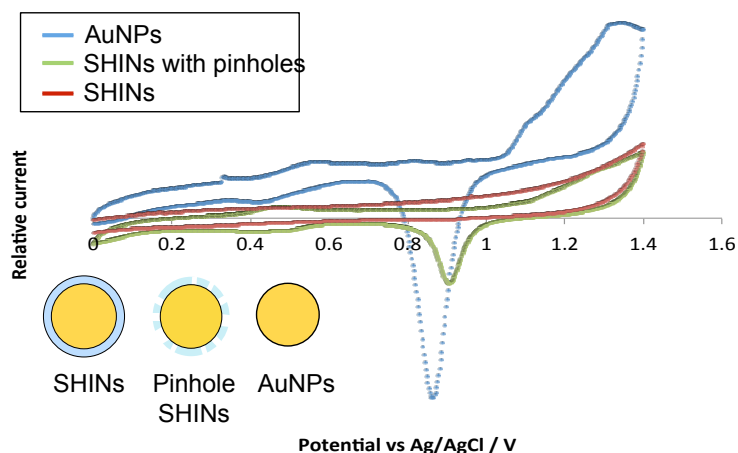 AuNPs
SHINs with pinholes
SHINs
Relative current
0
0.2
0.4
0.6
0.8
1
1.2
1.4
1.6
SHINs
Pinhole
SHINs
AuNPs
Potential vs Ag/AgCl / V